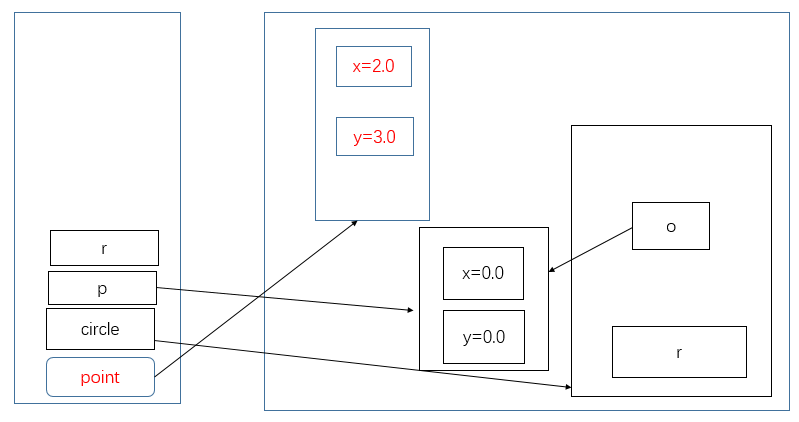 r
p
circle
point
x=2.0
y=3.0
x=0.0
y=0.0
o
r